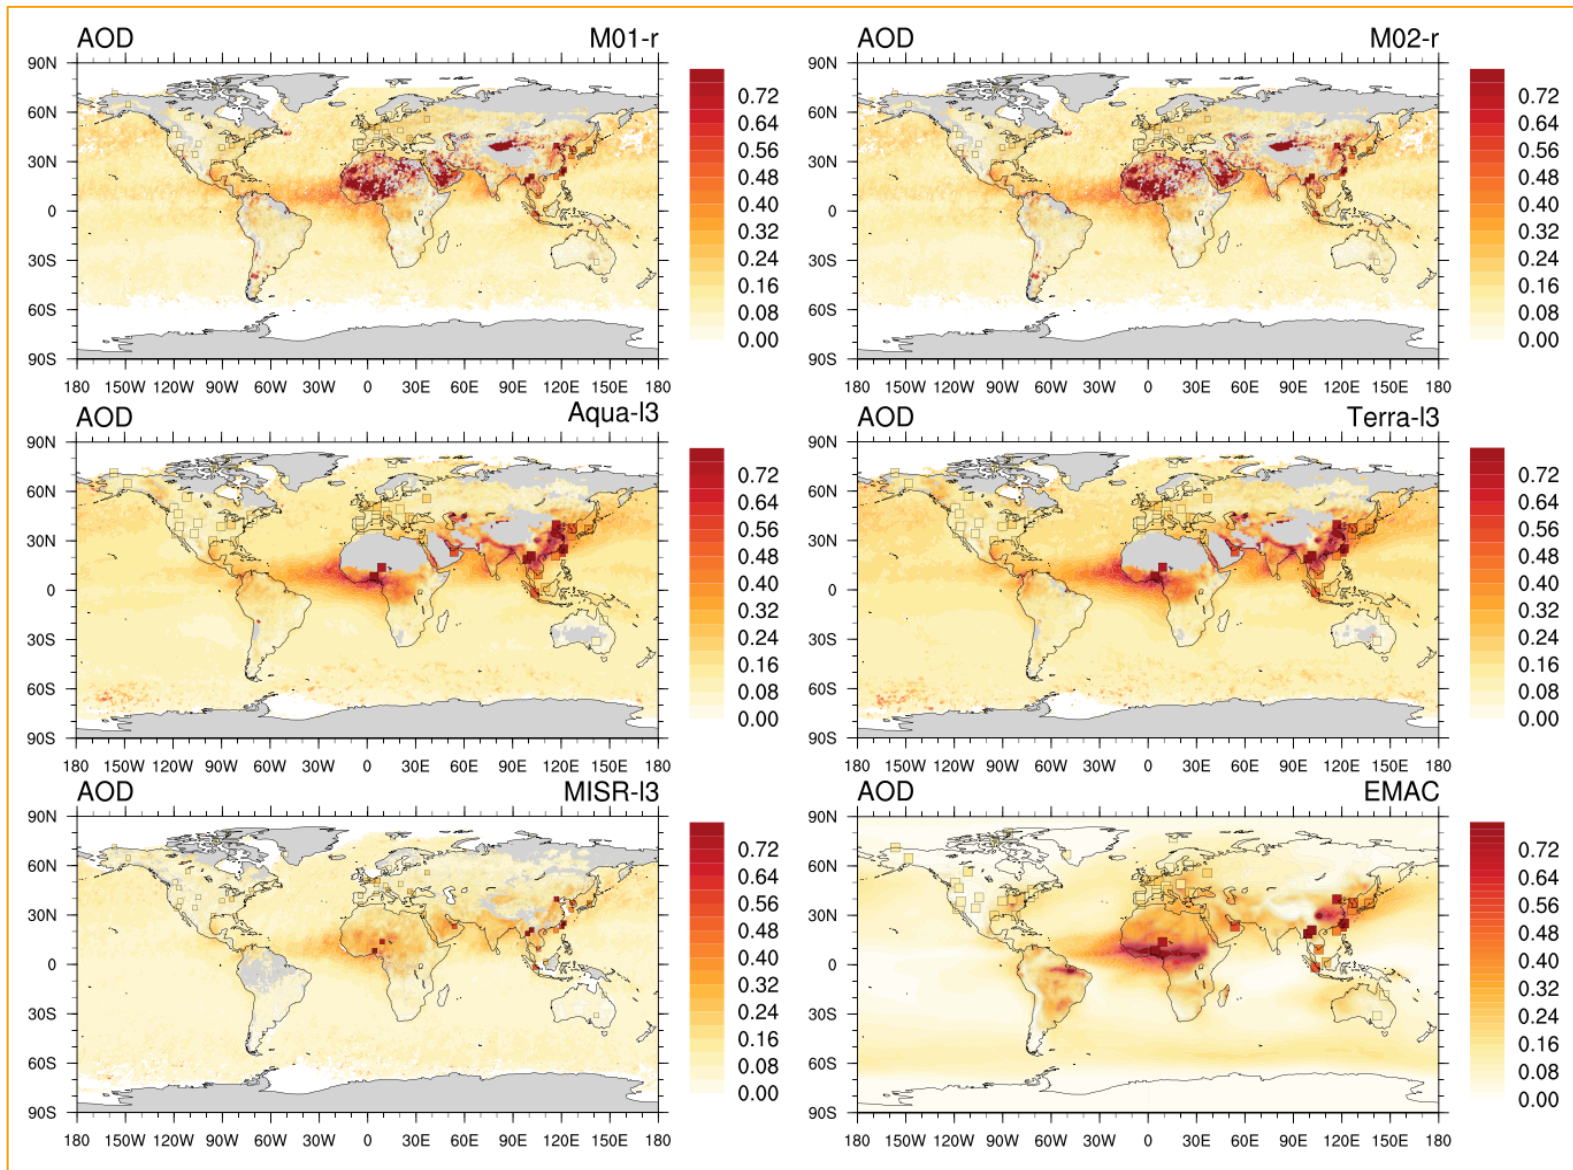 AOD M01-r
90N
60N
30N
0
30S
60S
90S
180 150W 120W 90W 60W 30W 0 30E 60E 90E 120E 150E 180
0.72
0.64
0.56
0.48
0.40
0.32
0.24
0.16
0.08
0.00
AOD M02-r
90N
60N
30N
0
30S
60S
90S
180 150W 120W 90W 60W 30W 0 30E 60E 90E 120E 150E 180
0.72
0.64
0.56
0.48
0.40
0.32
0.24
0.16
0.08
0.00
AOD Aqua-l3
90N
60N
30N
0
30S
60S
90S
180 150W 120W 90W 60W 30W 0 30E 60E 90E 120E 150E 180
0.72
0.64
0.56
0.48
0.40
0.32
0.24
0.16
0.08
0.00
AOD Terra-l3
90N
60N
30N
0
30S
60S
90S
180 150W 120W 90W 60W 30W 0 30E 60E 90E 120E 150E 180
0.72
0.64
0.56
0.48
0.40
0.32
0.24
0.16
0.08
0.00
AOD MISR-l3
90N
60N
30N
0
30S
60S
90S
180 150W 120W 90W 60W 30W 0 30E 60E 90E 120E 150E 180
0.72
0.64
0.56
0.48
0.40
0.32
0.24
0.16
0.08
0.00
AOD EMAC
90N
60N
30N
0
30S
60S
90S
180 150W 120W 90W 60W 30W 0 30E 60E 90E 120E 150E 180
0.72
0.64
0.56
0.48
0.40
0.32
0.24
0.16
0.08
0.00